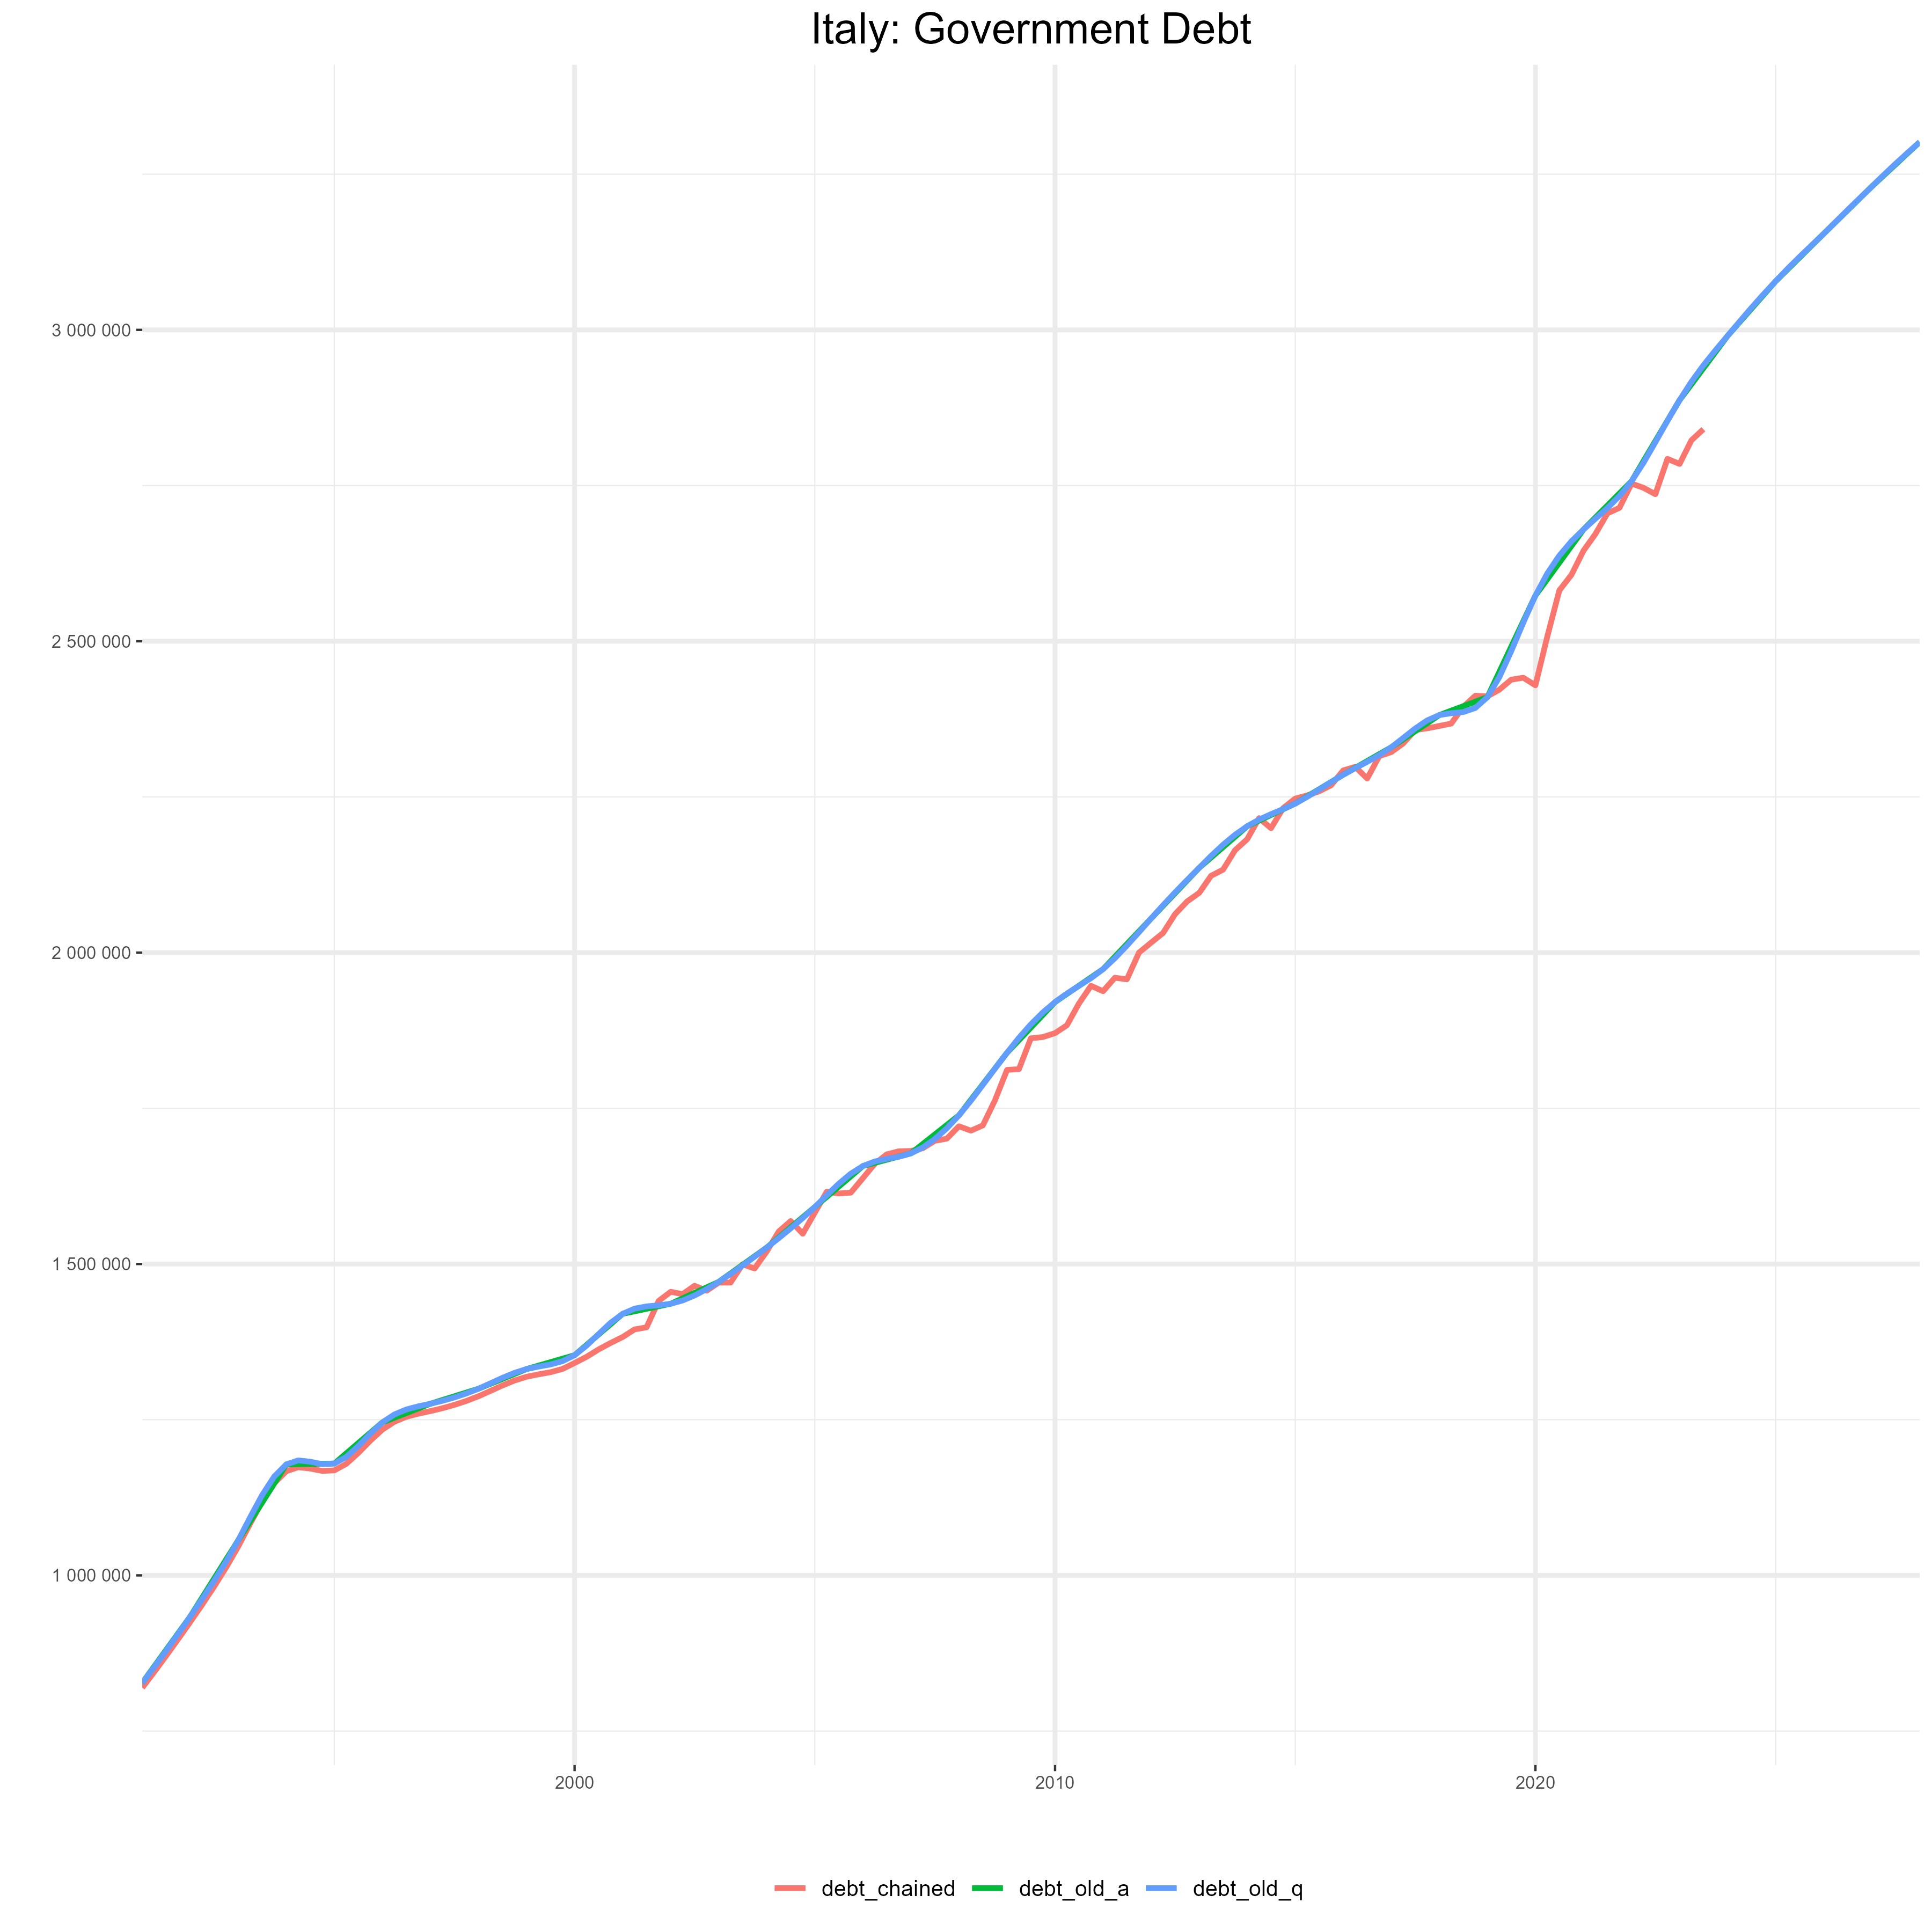 Italy: Government Debt
3 000 000
2 500 000
2 000 000
1 500 000
1 000 000
2000 2010 2020
debt_chained debt_old_a debt_old_q